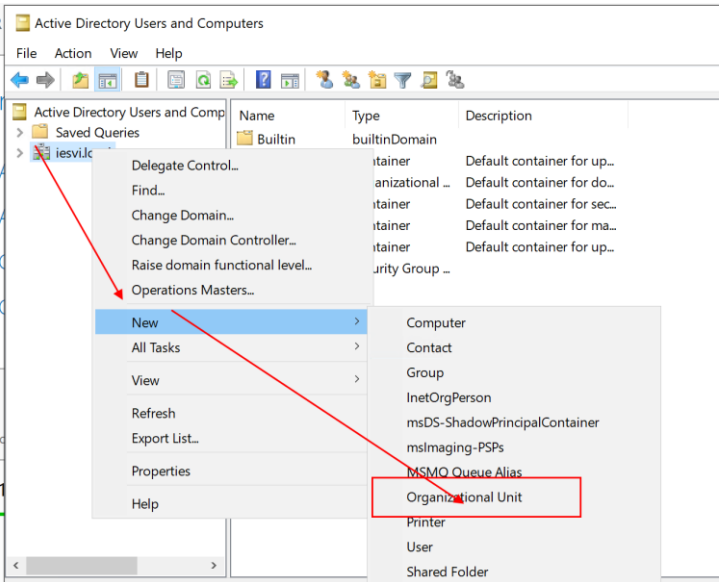 Active Directory Users and Computers
File Action View Help
Active Directory Users and Comp
Saved Queries
Name Type Description
Builtin builtinDomain
ntainer Default container for up...
anizational ... Default container for do...
ntainer Default container for sec...
ntainer Default container for ma...
ntainer Default container for up...
urity Group ...
Delegate Control...
Find...
Change Domain...
Change Domain Controller...
Raise domain functional level...
Operations Masters...
New
All Tasks
View
Refresh
Export List...
Properties
Help
Computer
Contact
Group
InetOrgPerson
msDS-ShadowPrincipalContainer
msImaging-PSPs
MSMQ Queue Alias
Organizational Unit
Printer
User
Shared Folder